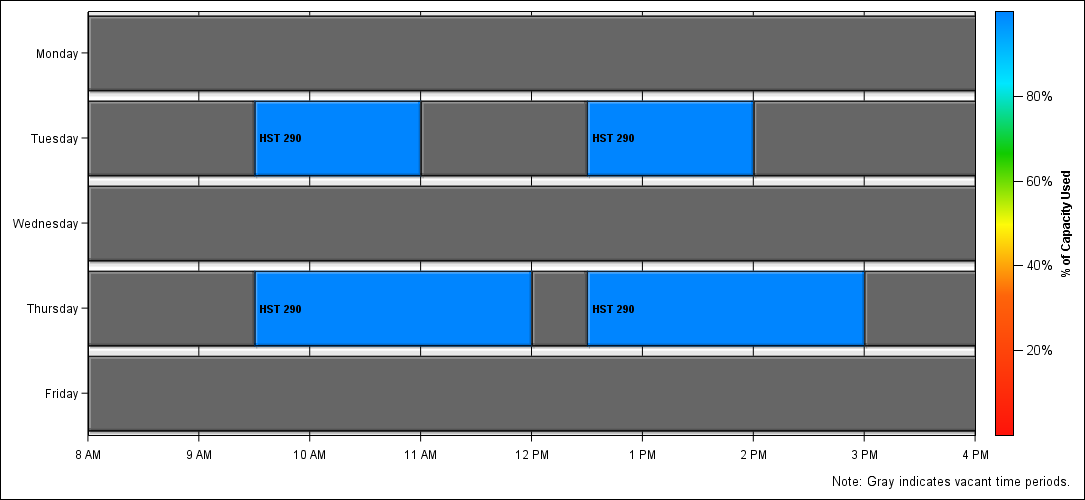 Monday
Tuesday
HST 290
HST 290
Wednesday
Thursday
HST 290
HST 290
Friday
8 AM
9 AM
10 AM
11 AM
12 PM
1 PM
2 PM
3 PM
4 PM
80%
60%
40%
20%
% of Capacity Used
Note: Gray indicates vacant time periods.